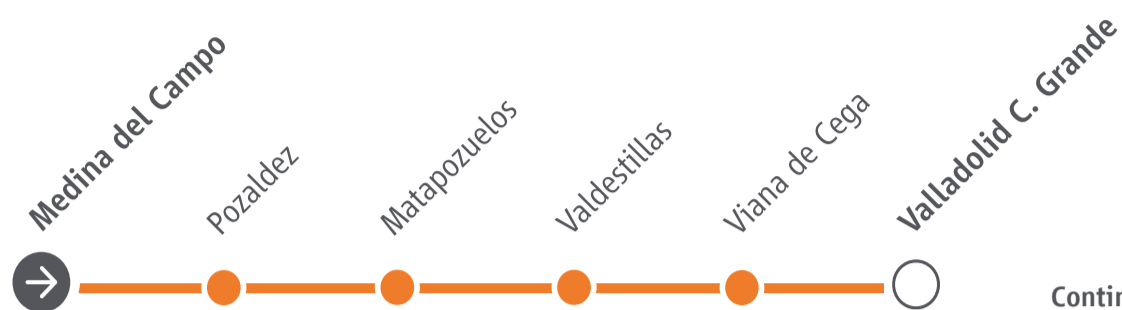 Medina del Campo
Pozaldez
Matapozuelos
Valdestillas
Viana de Cega
Valladolid C. Grande